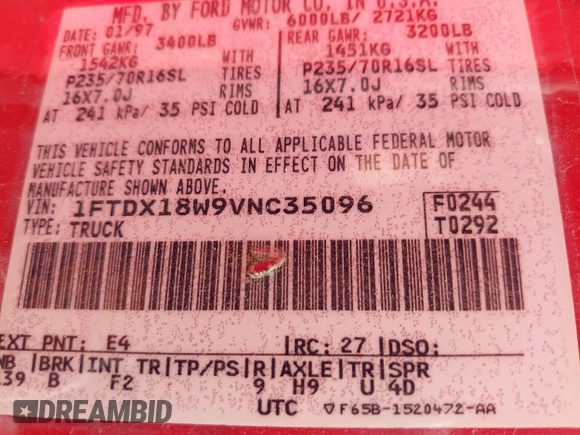 MFD. BY FORD MOTOR CO. IN U.S.A.
DATE: 01/97 GVWR: 6000LB/ 2721KG
FRONT GAWR: 3400LB REAR GAWR: 3200LB
1542KG WITH 1451KG WITH
P235/70R16SL TIRES P235/70R16SL TIRES
16X7.0J RIMS 16X7.0J RIMS
AT 241 kPa/ 35 PSI COLD AT 241 kPa/ 35 PSI COLD
THIS VEHICLE CONFORMS TO ALL APPLICABLE FEDERAL MOTOR
VEHICLE SAFETY STANDARDS IN EFFECT ON THE DATE OF
MANUFACTURE SHOWN ABOVE.
VIN: 1FTDX18W9VNC35096 F0244
TYPE: TRUCK T0292
EXT PNT: E4 RC: 27 DSO:
WB BRK INT TR TP/PS R AXLE TR SPR
139 B F2 9 H9 U 4D
UTC ▽F65B-1520472-AA
DREAMBID